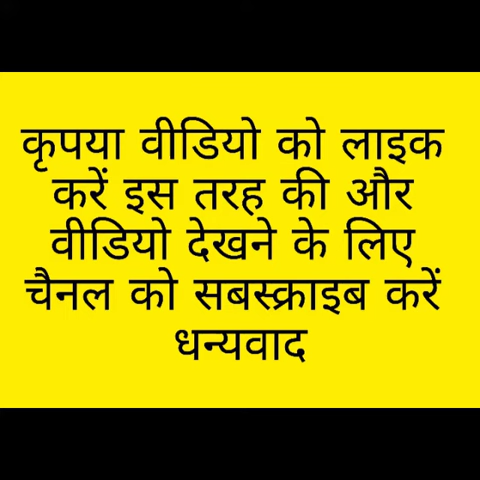 कृपया वीडियो को लाइक
करें इस तरह की और
वीडियो देखने के लिए
चैनल को सबस्क्राइब करें
धन्यवाद